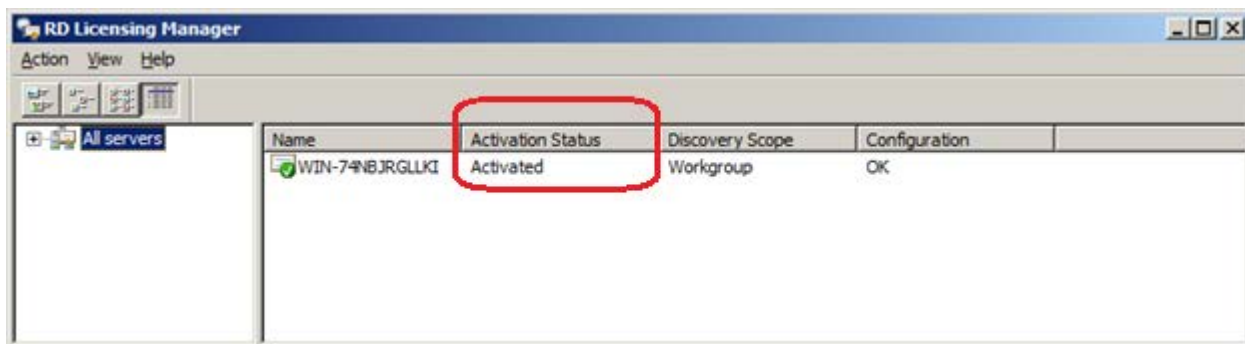 RD Licensing Manager
Action View Help
All servers
Name Activation Status Discovery Scope Configuration
WIN-74NBJRGLLKI Activated Workgroup OK